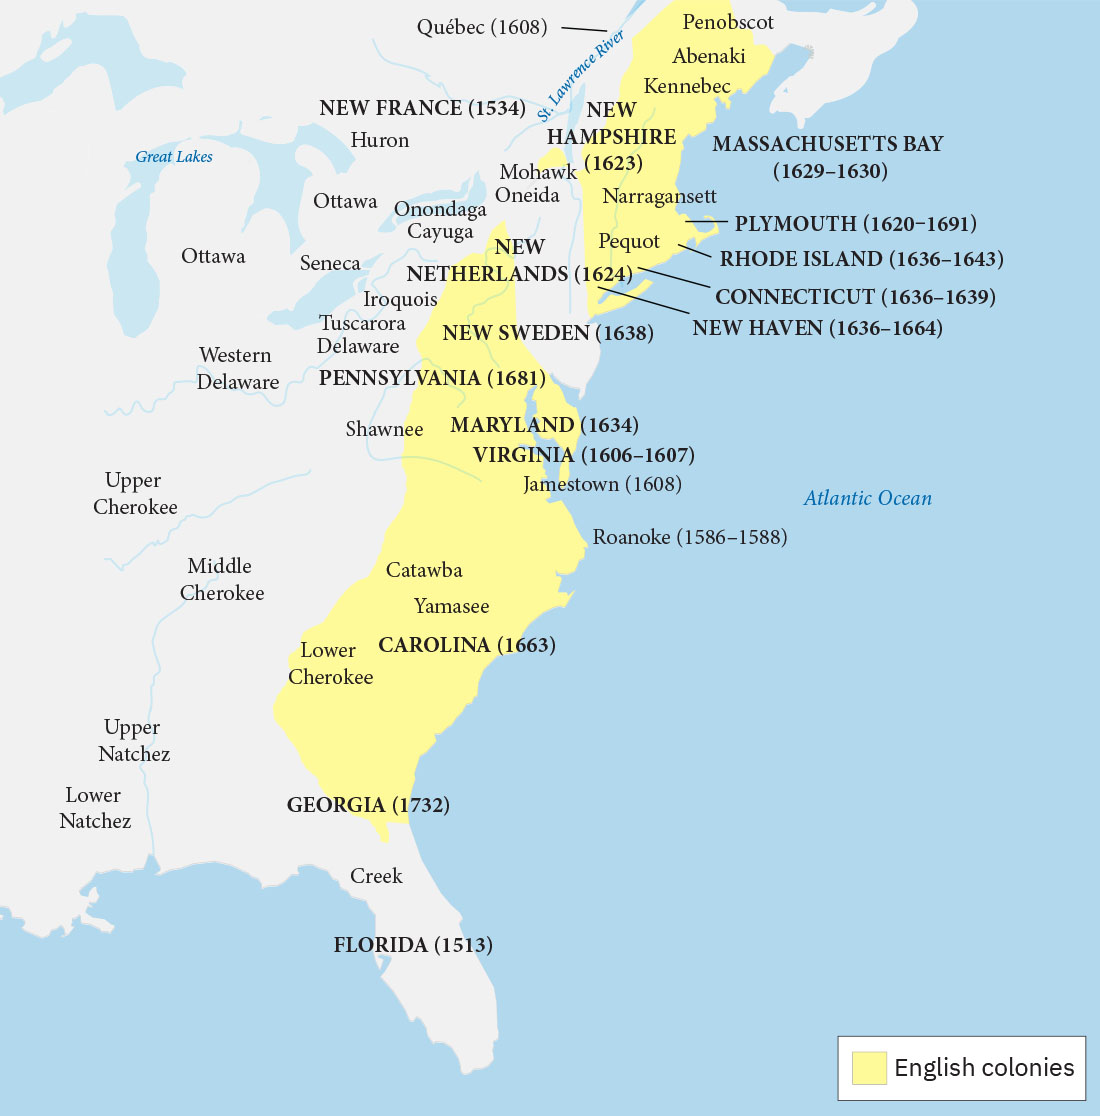 Québec (1608)
Penobscot
Abenaki
Kennebec
St. Lawrence River
NEW FRANCE (1534)
NEW
HAMPSHIRE
(1623)
Huron
Great Lakes
MASSACHUSETTS BAY
(1629–1630)
Mohawk
Oneida
Narragansett
Ottawa
Onondaga
Cayuga
PLYMOUTH (1620–1691)
Pequot
NEW
NETHERLANDS (1624)
Ottawa
Seneca
RHODE ISLAND (1636–1643)
Iroquois
CONNECTICUT (1636–1639)
Tuscarora
Delaware
NEW SWEDEN (1638)
NEW HAVEN (1636–1664)
Western
Delaware
PENNSYLVANIA (1681)
Shawnee
MARYLAND (1634)
VIRGINIA (1606–1607)
Jamestown (1608)
Upper
Cherokee
Atlantic Ocean
Roanoke (1586–1588)
Middle
Cherokee
Catawba
Yamasee
CAROLINA (1663)
Lower
Cherokee
Upper
Natchez
Lower
Natchez
GEORGIA (1732)
Creek
FLORIDA (1513)
English colonies